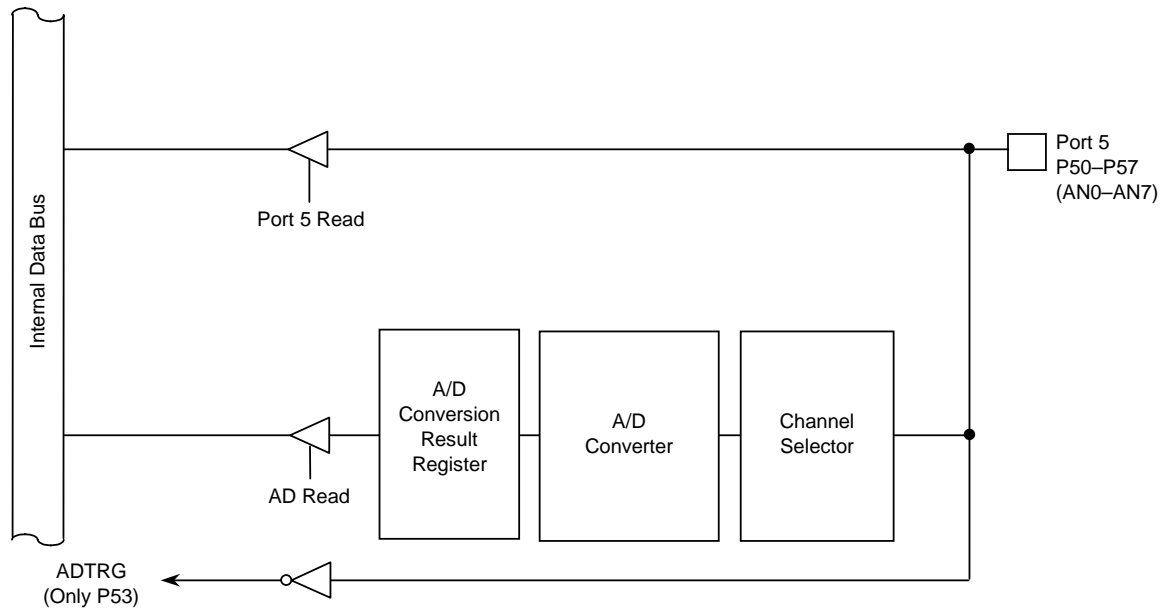 Port 5
P50–P57
(AN0–AN7)
Port 5 Read
Internal Data Bus
A/D
Conversion
Result
Register
A/D
Converter
Channel
Selector
AD Read
ADTRG
(Only P53)